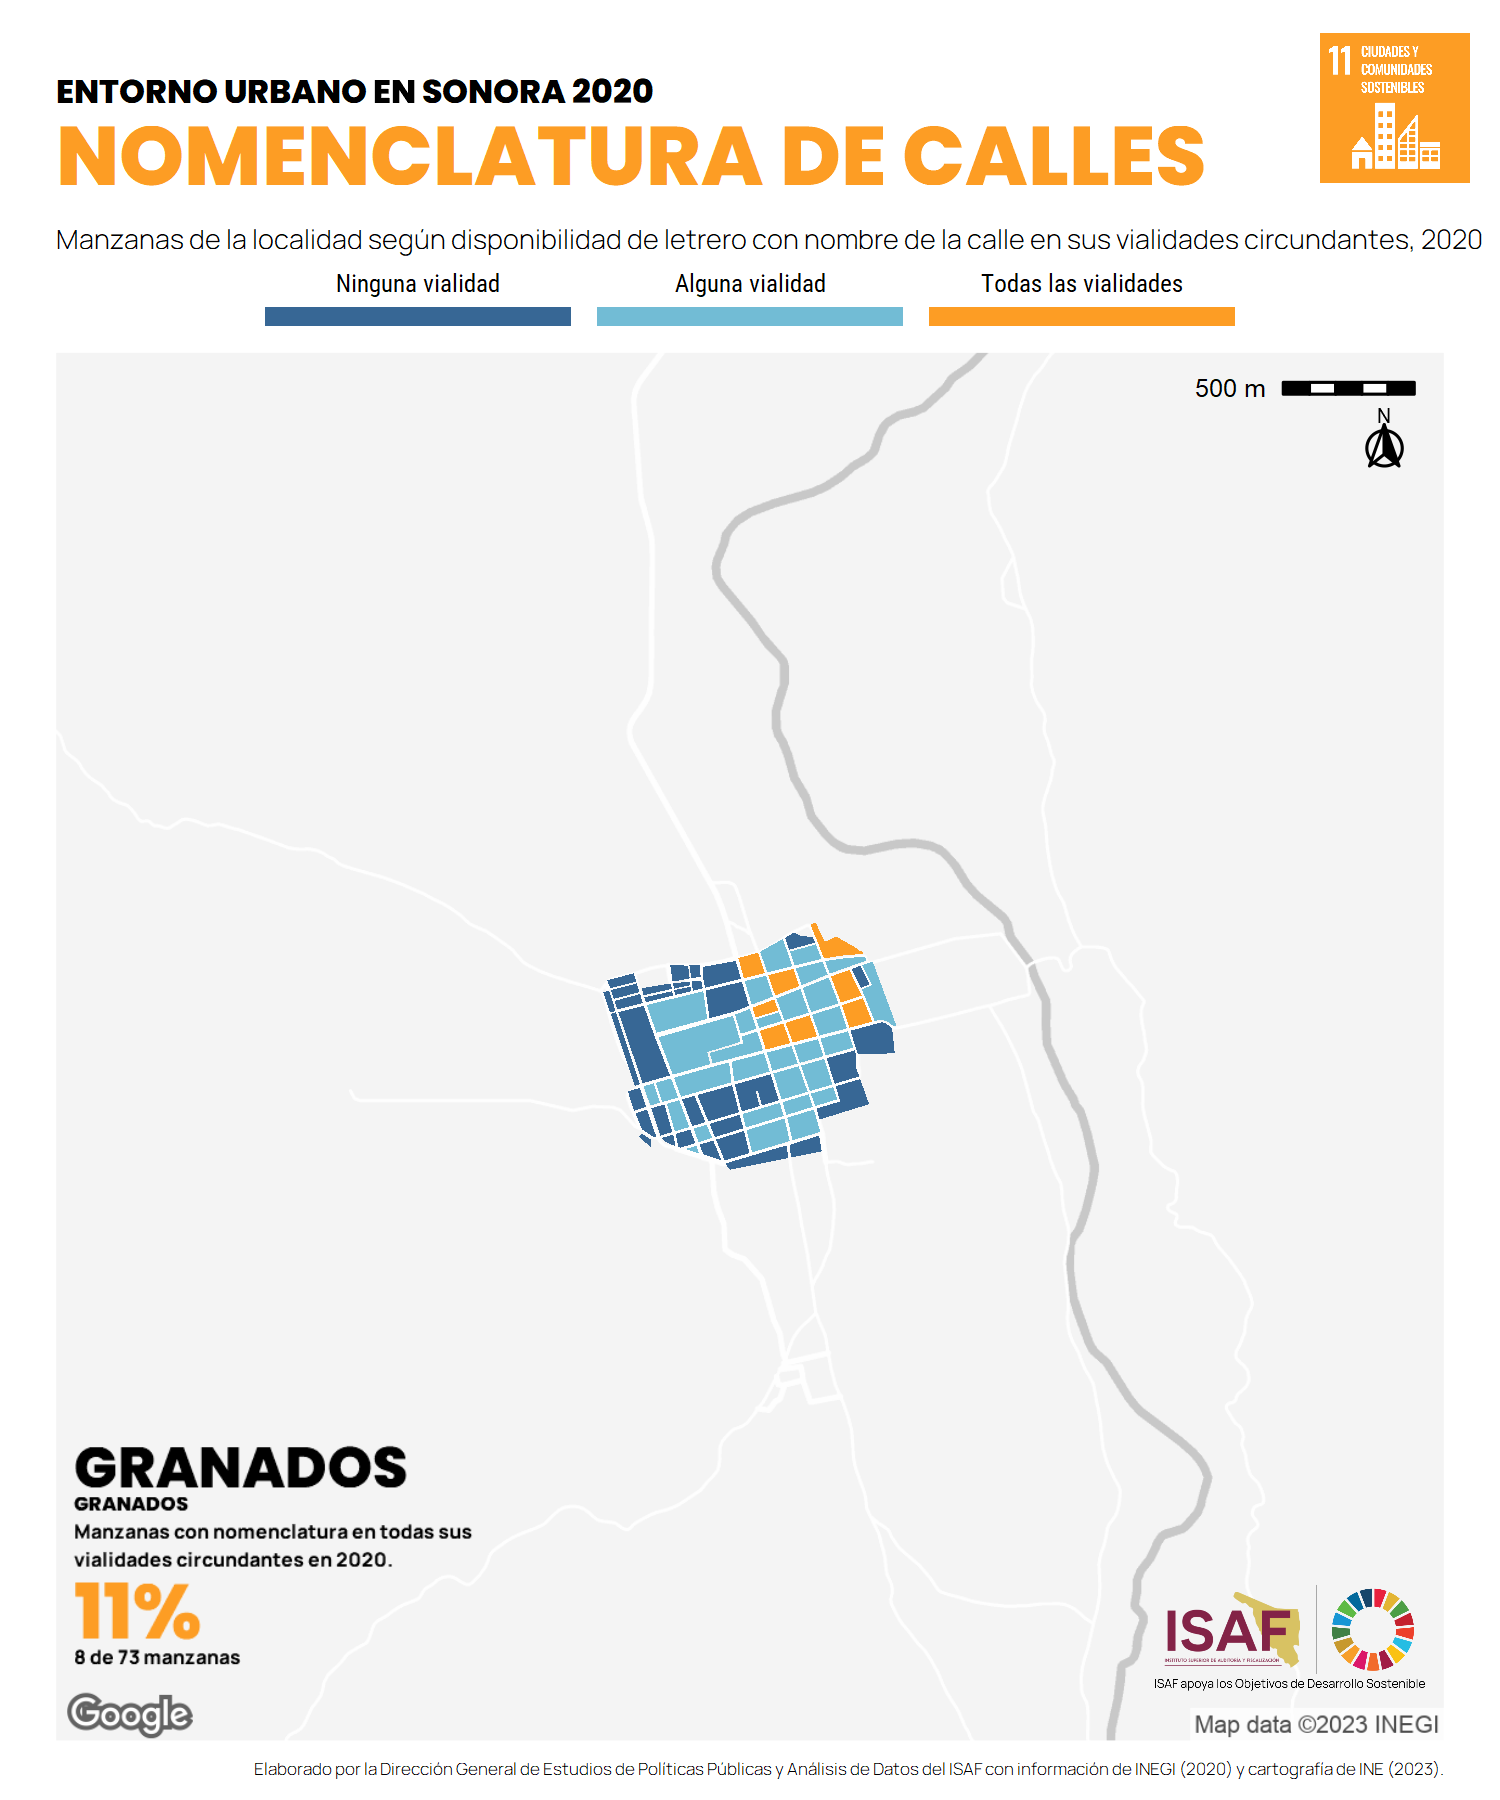 11 CIUDADES Y
COMUNIDADES
SOSTENIBLES
ENTORNO URBANO EN SONORA 2020
NOMENCLATURA DE CALLES
Manzanas de la localidad según disponibilidad de letrero con nombre de la calle en sus vialidades circundantes, 2020
Ninguna vialidad
Alguna vialidad
Todas las vialidades
500 m
N
GRANADOS
GRANADOS
Manzanas con nomenclatura en todas sus
vialidades circundantes en 2020.
11%
8 de 73 manzanas
Google
ISAF
INSTITUTO SUPERIOR DE AUDITORÍA Y FISCALIZACIÓN
ISAF apoya los Objetivos de Desarrollo Sostenible
Map data ©2023 INEGI
Elaborado por la Dirección General de Estudios de Políticas Públicas y Análisis de Datos del ISAF con información de INEGI (2020) y cartografía de INE (2023).